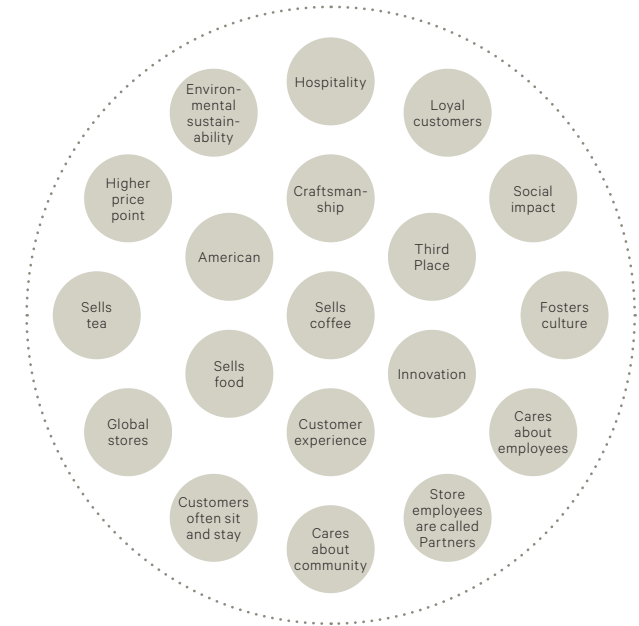 Hospitality
Environ-
mental
sustain-
ability
Loyal
customers
Higher
price
point
Craftsman-
ship
Social
impact
American
Third
Place
Sells
tea
Sells
coffee
Fosters
culture
Sells
food
Innovation
Global
stores
Customer
experience
Cares
about
employees
Customers
often sit
and stay
Store
employees
are called
Partners
Cares
about
community